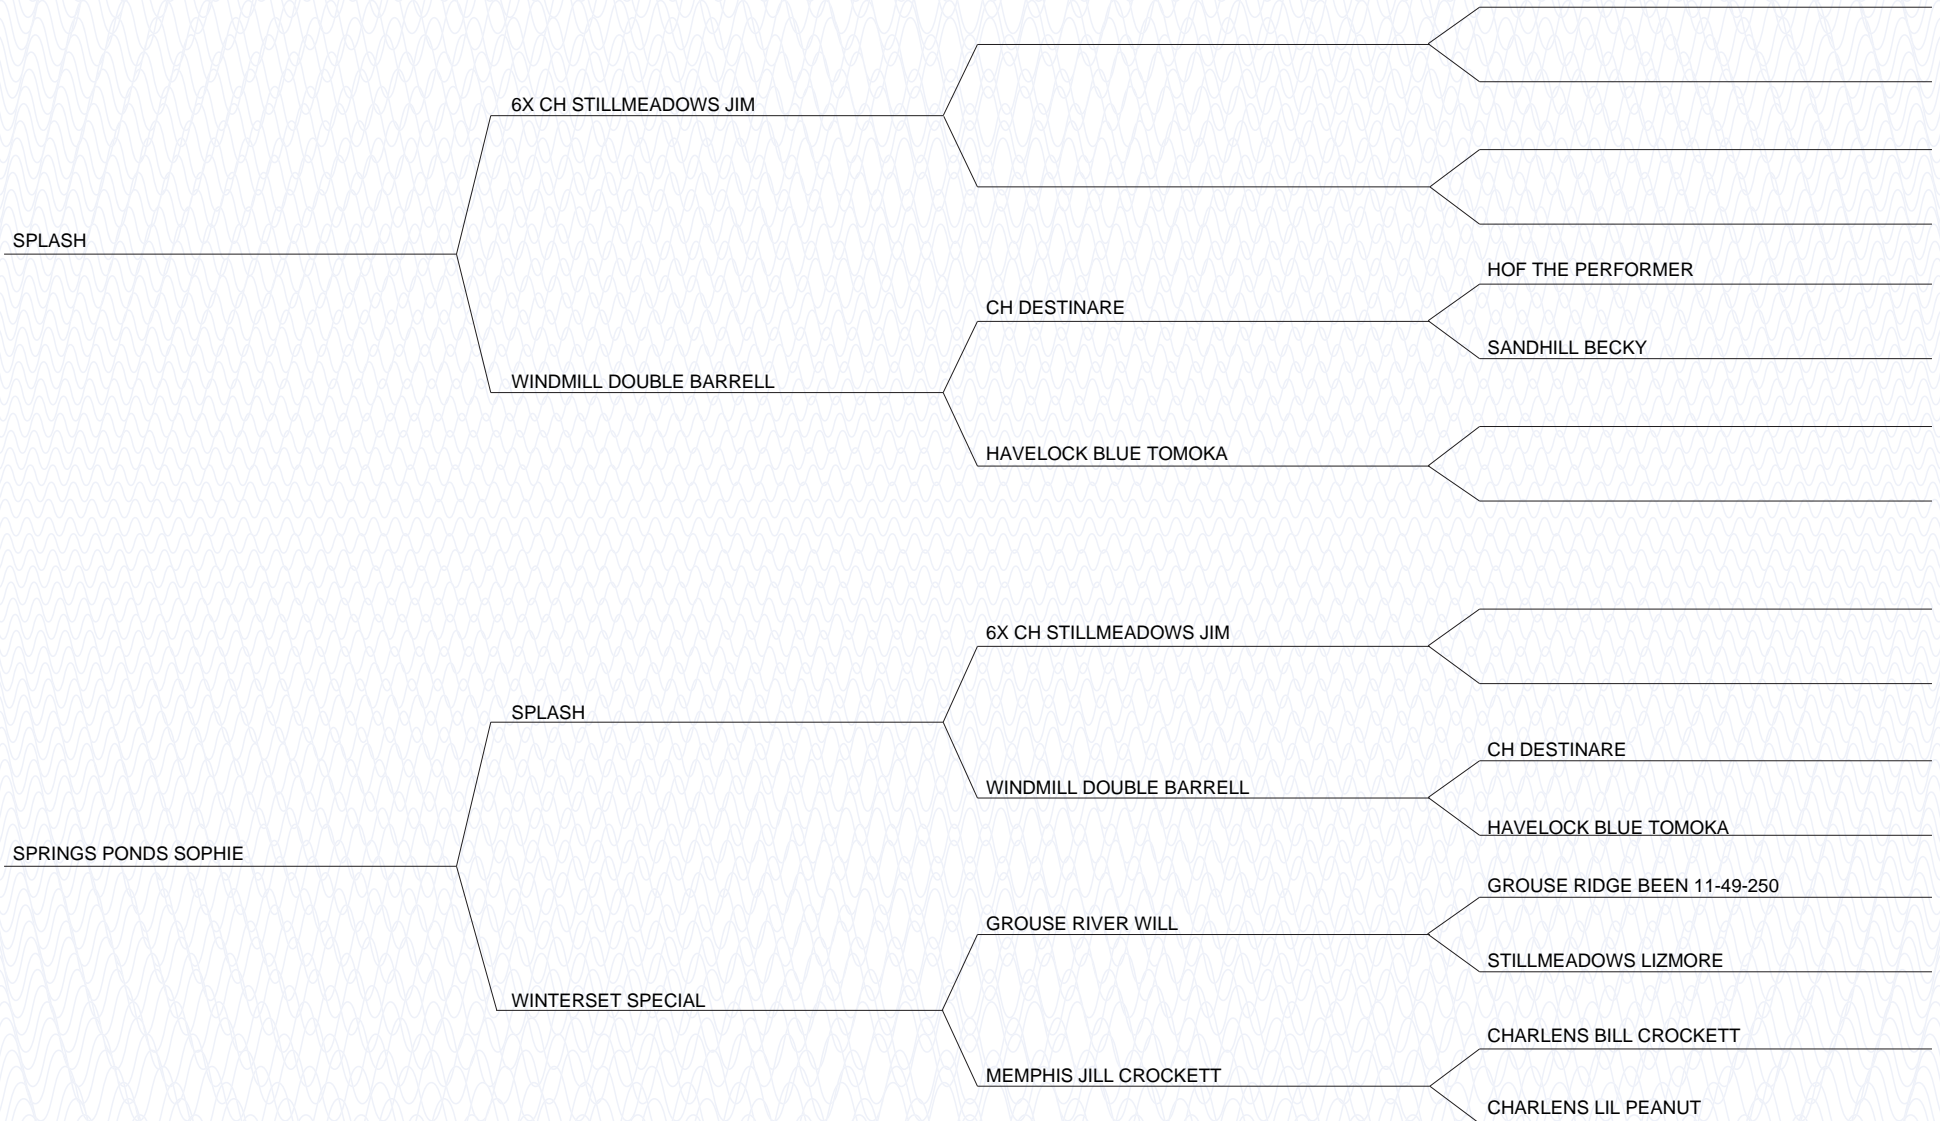 6X CH STILLMEADOWS JIM
SPLASH
HOF THE PERFORMER
CH DESTINARE
SANDHILL BECKY
WINDMILL DOUBLE BARRELL
HAVELOCK BLUE TOMOKA
6X CH STILLMEADOWS JIM
SPLASH
CH DESTINARE
WINDMILL DOUBLE BARRELL
HAVELOCK BLUE TOMOKA
SPRINGS PONDS SOPHIE
GROUSE RIDGE BEEN 11-49-250
GROUSE RIVER WILL
STILLMEADOWS LIZMORE
WINTERSET SPECIAL
CHARLENS BILL CROCKETT
MEMPHIS JILL CROCKETT
CHARLENS LIL PEANUT